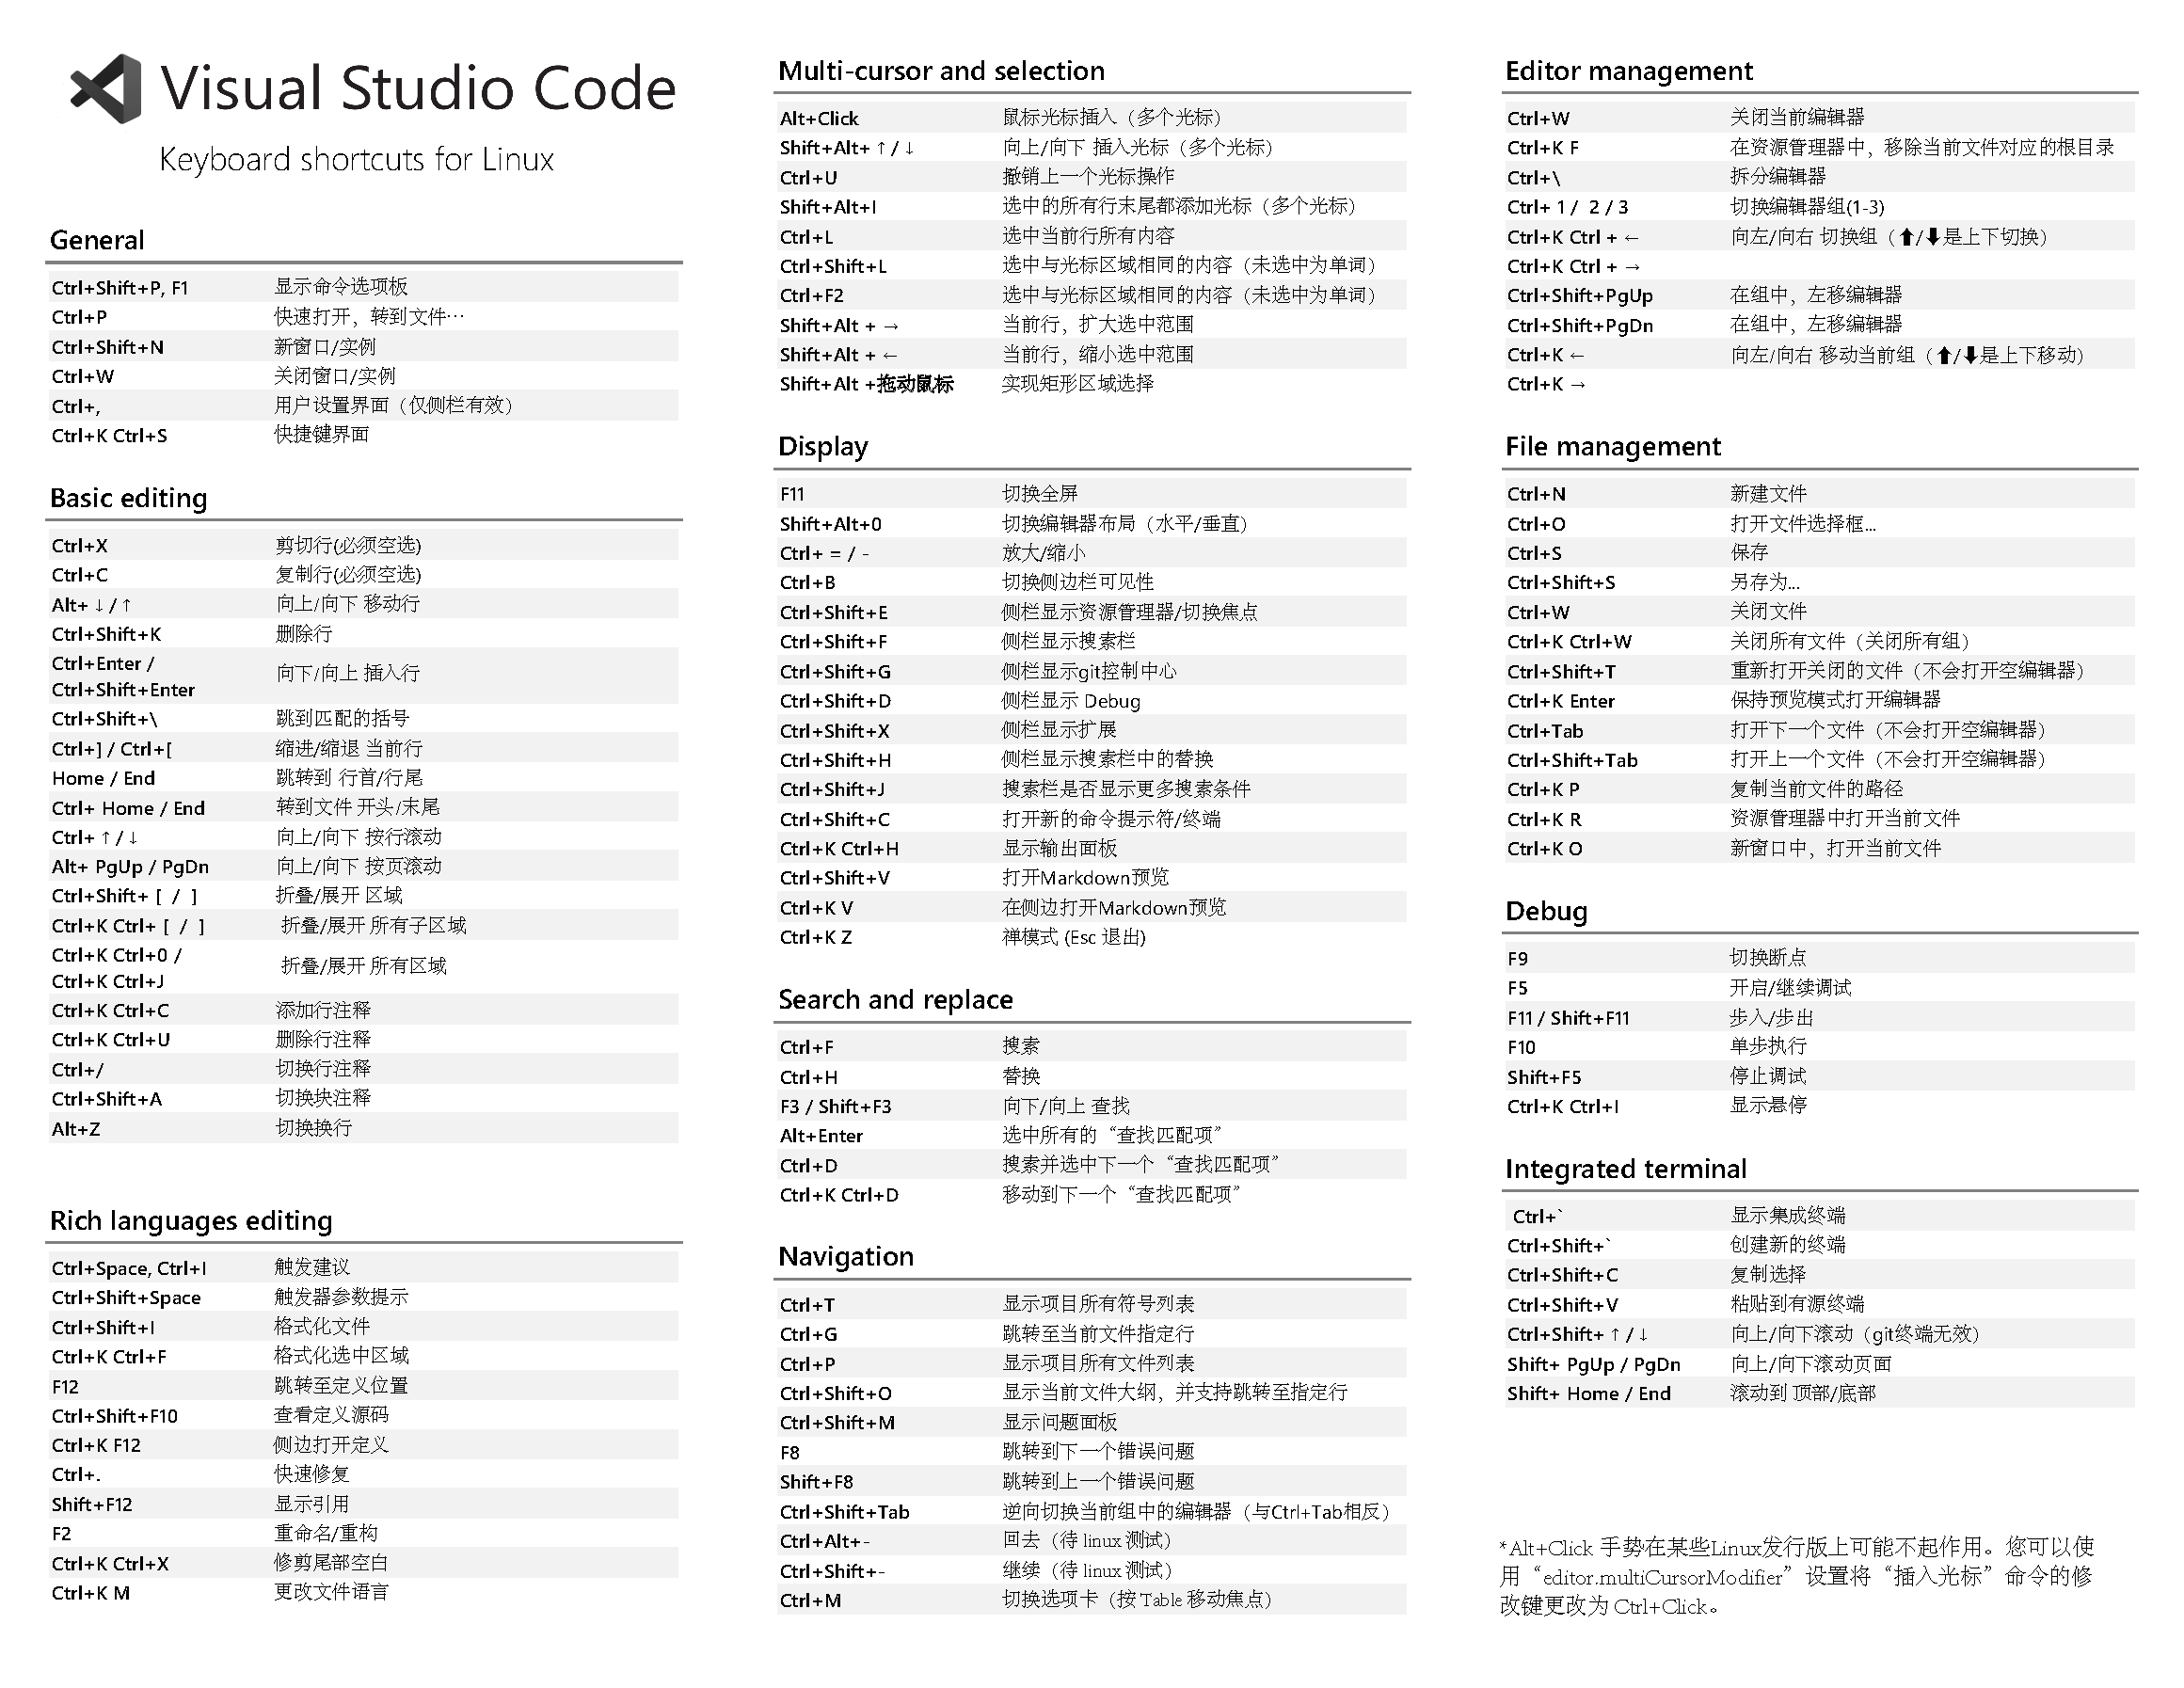 Visual Studio Code
Keyboard shortcuts for Linux
General
Ctrl+Shift+P, F1 显示命令选项板
Ctrl+P 快速打开，转到文件…
Ctrl+Shift+N 新窗口/实例
Ctrl+W 关闭窗口/实例
Ctrl+, 用户设置界面（仅侧栏有效）
Ctrl+K Ctrl+S 快捷键界面
Basic editing
Ctrl+X 剪切行(必须空选)
Ctrl+C 复制行(必须空选)
Alt+ ↓ / ↑ 向上/向下 移动行
Ctrl+Shift+K 删除行
Ctrl+Enter /
Ctrl+Shift+Enter 向下/向上 插入行
Ctrl+Shift+\ 跳到匹配的括号
Ctrl+] / Ctrl+[ 缩进/缩退 当前行
Home / End 跳转到 行首/行尾
Ctrl+ Home / End 转到文件 开头/末尾
Ctrl+ ↑ / ↓ 向上/向下 按行滚动
Alt+ PgUp / PgDn 向上/向下 按页滚动
Ctrl+Shift+ [ / ] 折叠/展开 区域
Ctrl+K Ctrl+ [ / ] 折叠/展开 所有子区域
Ctrl+K Ctrl+0 /
Ctrl+K Ctrl+J 折叠/展开 所有区域
Ctrl+K Ctrl+C 添加行注释
Ctrl+K Ctrl+U 删除行注释
Ctrl+/ 切换行注释
Ctrl+Shift+A 切换块注释
Alt+Z 切换换行
Rich languages editing
Ctrl+Space, Ctrl+I 触发建议
Ctrl+Shift+Space 触发器参数提示
Ctrl+Shift+I 格式化文件
Ctrl+K Ctrl+F 格式化选中区域
F12 跳转至定义位置
Ctrl+Shift+F10 查看定义源码
Ctrl+K F12 侧边打开定义
Ctrl+. 快速修复
Shift+F12 显示引用
F2 重命名/重构
Ctrl+K Ctrl+X 修剪尾部空白
Ctrl+K M 更改文件语言
Multi-cursor and selection
Alt+Click 鼠标光标插入（多个光标）
Shift+Alt+ ↑ / ↓ 向上/向下 插入光标（多个光标）
Ctrl+U 撤销上一个光标操作
Shift+Alt+I 选中的所有行末尾都添加光标（多个光标）
Ctrl+L 选中当前行所有内容
Ctrl+Shift+L 选中与光标区域相同的内容（未选中为单词）
Ctrl+F2 选中与光标区域相同的内容（未选中为单词）
Shift+Alt + → 当前行，扩大选中范围
Shift+Alt + ← 当前行，缩小选中范围
Shift+Alt +拖动鼠标 实现矩形区域选择
Display
F11 切换全屏
Shift+Alt+0 切换编辑器布局（水平/垂直）
Ctrl+ = / - 放大/缩小
Ctrl+B 切换侧边栏可见性
Ctrl+Shift+E 侧栏显示资源管理器/切换焦点
Ctrl+Shift+F 侧栏显示搜索栏
Ctrl+Shift+G 侧栏显示git控制中心
Ctrl+Shift+D 侧栏显示 Debug
Ctrl+Shift+X 侧栏显示扩展
Ctrl+Shift+H 侧栏显示搜索栏中的替换
Ctrl+Shift+J 搜索栏是否显示更多搜索条件
Ctrl+Shift+C 打开新的命令提示符/终端
Ctrl+K Ctrl+H 显示输出面板
Ctrl+Shift+V 打开Markdown预览
Ctrl+K V 在侧边打开Markdown预览
Ctrl+K Z 禅模式 (Esc 退出)
Search and replace
Ctrl+F 搜索
Ctrl+H 替换
F3 / Shift+F3 向下/向上 查找
Alt+Enter 选中所有的“查找匹配项”
Ctrl+D 搜索并选中下一个“查找匹配项”
Ctrl+K Ctrl+D 移动到下一个“查找匹配项”
Navigation
Ctrl+T 显示项目所有符号列表
Ctrl+G 跳转至当前文件指定行
Ctrl+P 显示项目所有文件列表
Ctrl+Shift+O 显示当前文件大纲，并支持跳转至指定行
Ctrl+Shift+M 显示问题面板
F8 跳转到下一个错误问题
Shift+F8 跳转到上一个错误问题
Ctrl+Shift+Tab 逆向切换当前组中的编辑器（与Ctrl+Tab相反）
Ctrl+Alt+- 回去（待 linux 测试）
Ctrl+Shift+- 继续（待 linux 测试）
Ctrl+M 切换选项卡（按 Table 移动焦点）
Editor management
Ctrl+W 关闭当前编辑器
Ctrl+K F 在资源管理器中，移除当前文件对应的根目录
Ctrl+\ 拆分编辑器
Ctrl+ 1 / 2 / 3 切换编辑器组(1-3)
Ctrl+K Ctrl + ← 向左/向右 切换组（⬆/⬇是上下切换）
Ctrl+K Ctrl + →
Ctrl+Shift+PgUp 在组中，左移编辑器
Ctrl+Shift+PgDn 在组中，左移编辑器
Ctrl+K ← 向左/向右 移动当前组（⬆/⬇是上下移动）
Ctrl+K →
File management
Ctrl+N 新建文件
Ctrl+O 打开文件选择框...
Ctrl+S 保存
Ctrl+Shift+S 另存为...
Ctrl+W 关闭文件
Ctrl+K Ctrl+W 关闭所有文件（关闭所有组）
Ctrl+Shift+T 重新打开关闭的文件（不会打开空编辑器）
Ctrl+K Enter 保持预览模式打开编辑器
Ctrl+Tab 打开下一个文件（不会打开空编辑器）
Ctrl+Shift+Tab 打开上一个文件（不会打开空编辑器）
Ctrl+K P 复制当前文件的路径
Ctrl+K R 资源管理器中打开当前文件
Ctrl+K O 新窗口中，打开当前文件
Debug
F9 切换断点
F5 开启/继续调试
F11 / Shift+F11 步入/步出
F10 单步执行
Shift+F5 停止调试
Ctrl+K Ctrl+I 显示悬停
Integrated terminal
Ctrl+` 显示集成终端
Ctrl+Shift+` 创建新的终端
Ctrl+Shift+C 复制选择
Ctrl+Shift+V 粘贴到有源终端
Ctrl+Shift+ ↑ / ↓ 向上/向下滚动（git终端无效）
Shift+ PgUp / PgDn 向上/向下滚动页面
Shift+ Home / End 滚动到 顶部/底部
*Alt+Click 手势在某些Linux发行版上可能不起作用。您可以使
用“editor.multiCursorModifier”设置将“插入光标”命令的修
改键更改为 Ctrl+Click。